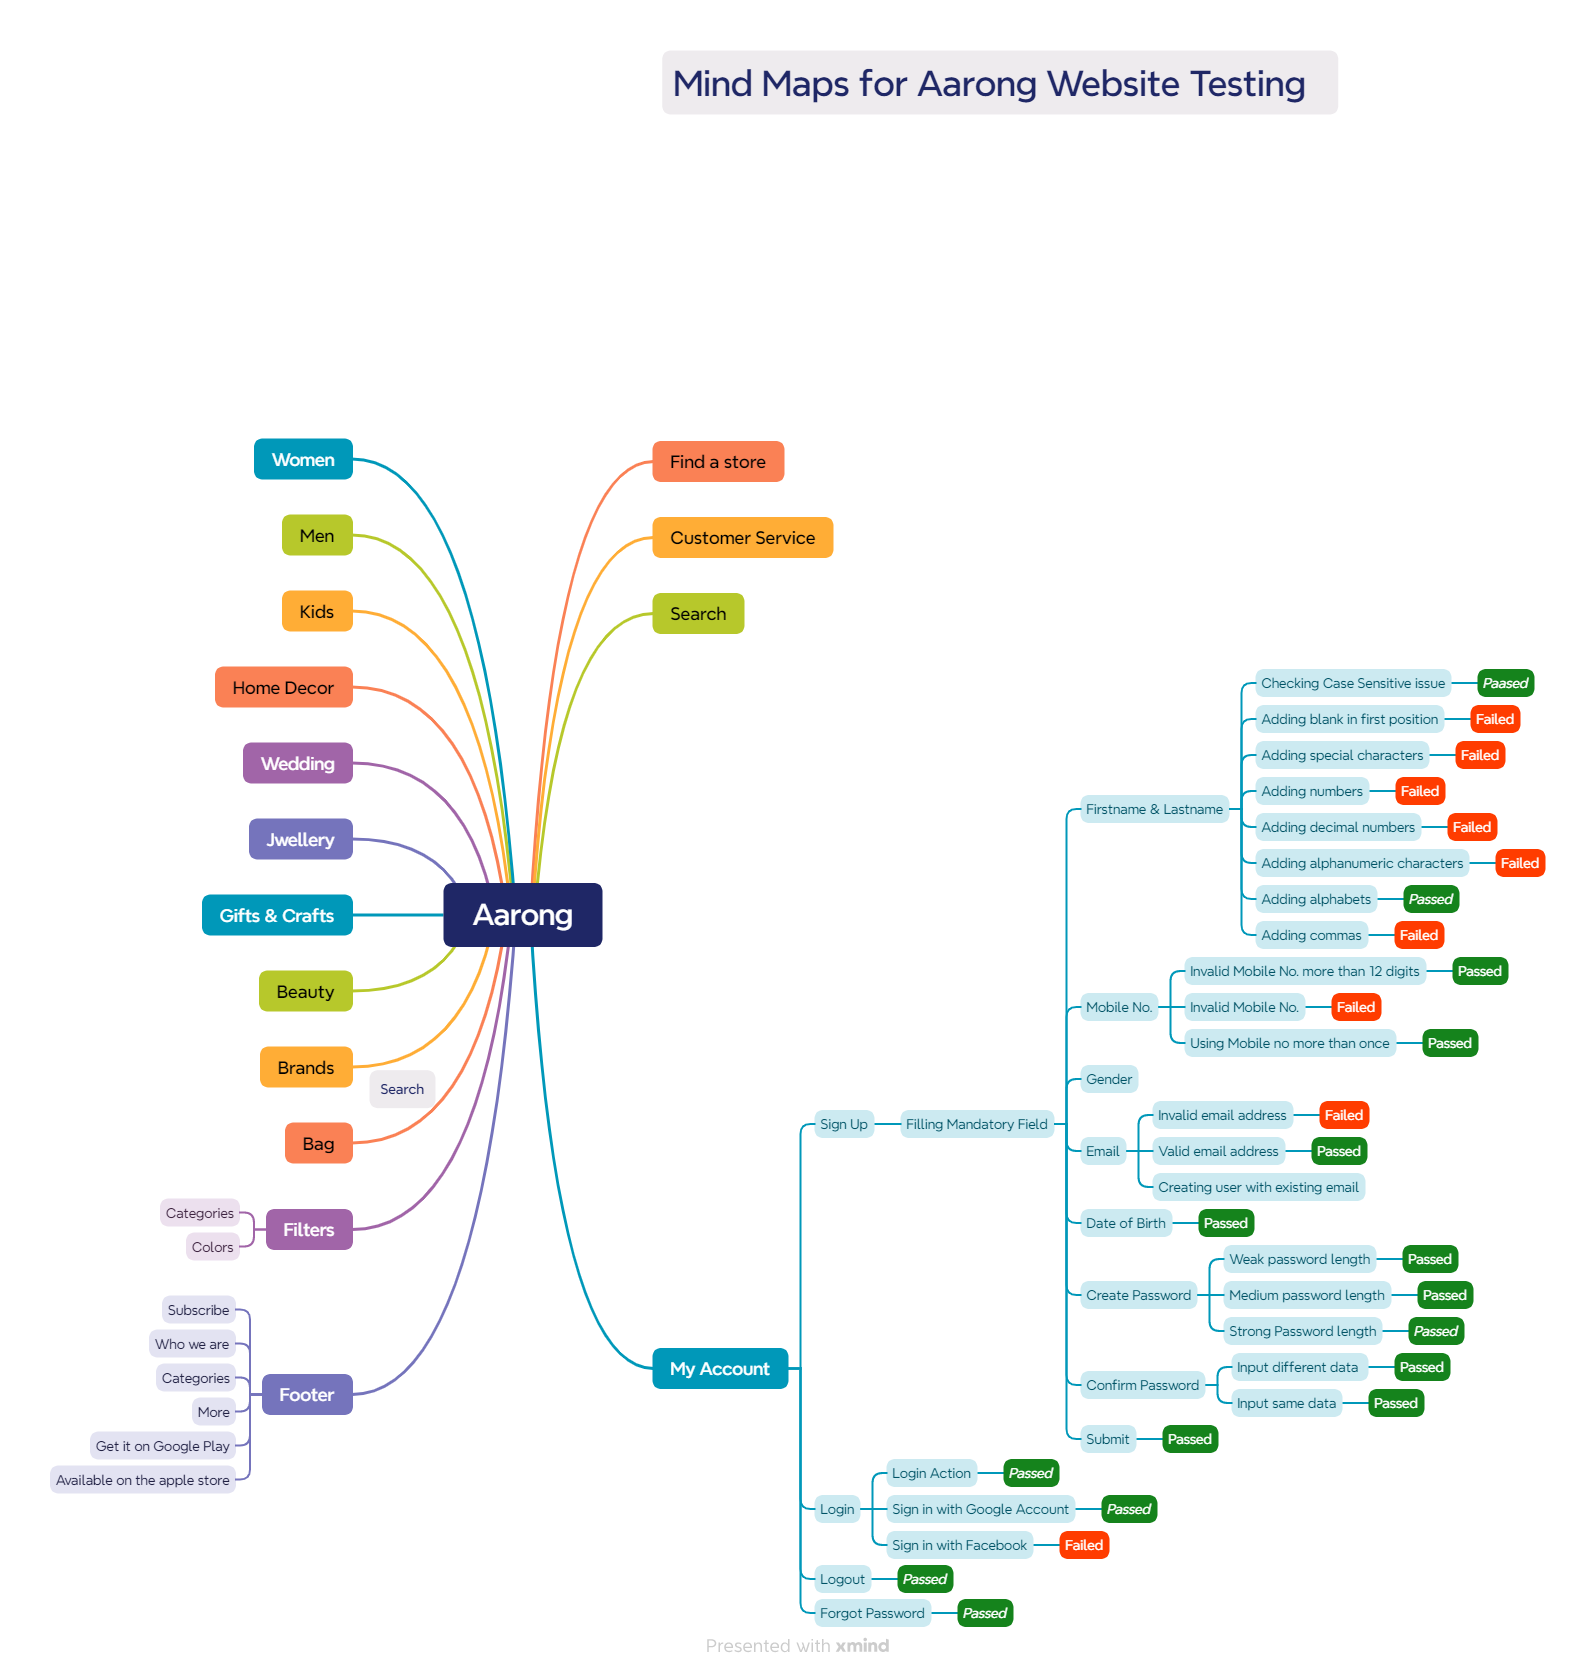 Mind Maps for Aarong Website Testing
Women
Men
Kids
Home Decor
Wedding
Jwellery
Gifts & Crafts
Beauty
Brands
Search
Bag
Filters
Categories
Colors
Footer
Subscribe
Who we are
Categories
More
Get it on Google Play
Available on the apple store
Aarong
Find a store
Customer Service
Search
My Account
Sign Up
Filling Mandatory Field
Firstname & Lastname
Checking Case Sensitive issue Paased
Adding blank in first position Failed
Adding special characters Failed
Adding numbers Failed
Adding decimal numbers Failed
Adding alphanumeric characters Failed
Adding alphabets Passed
Adding commas Failed
Mobile No.
Invalid Mobile No. more than 12 digits Passed
Invalid Mobile No. Failed
Using Mobile no more than once Passed
Gender
Email
Invalid email address Failed
Valid email address Passed
Creating user with existing email
Date of Birth Passed
Create Password
Weak password length Passed
Medium password length Passed
Strong Password length Passed
Confirm Password
Input different data Passed
Input same data Passed
Submit Passed
Login
Login Action Passed
Sign in with Google Account Passed
Sign in with Facebook Failed
Logout Passed
Forgot Password Passed
Presented with xmind